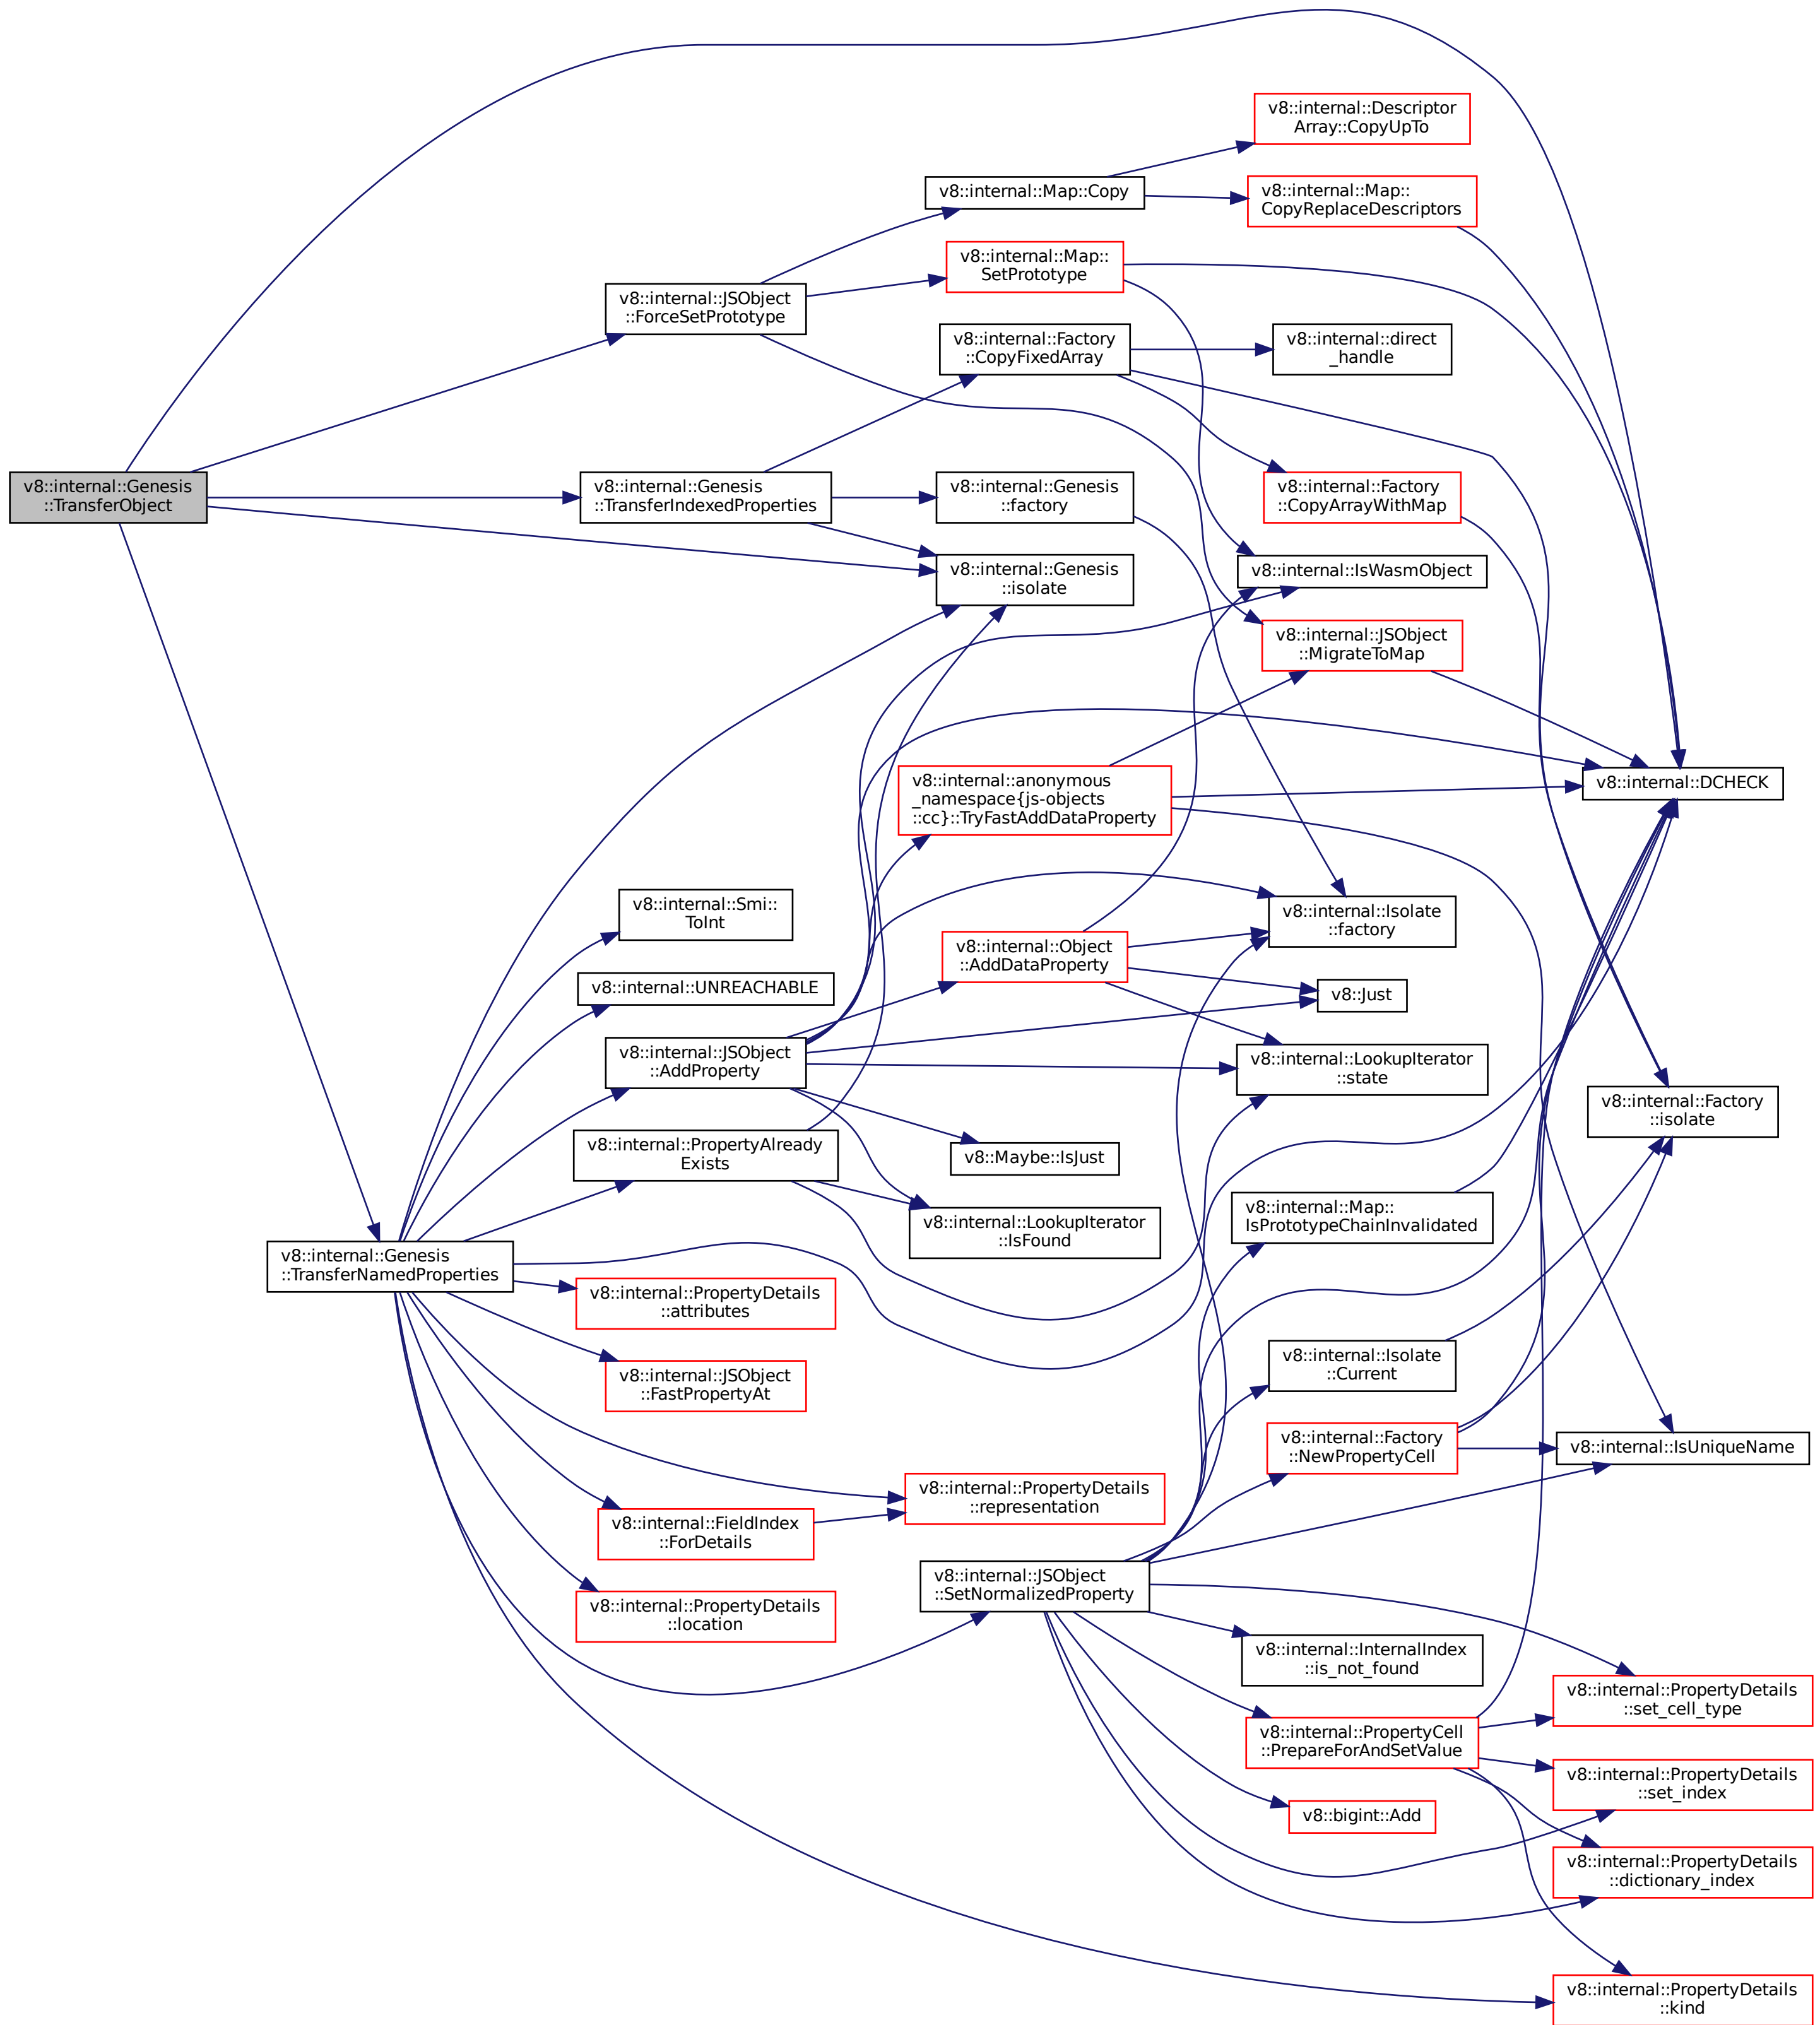 v8::internal::Descriptor
Array::CopyUpTo
v8::internal::Map::Copy
v8::internal::Map::
CopyReplaceDescriptors
v8::internal::Map::
SetPrototype
v8::internal::JSObject
::ForceSetPrototype
v8::internal::Factory
::CopyFixedArray
v8::internal::direct
_handle
v8::internal::Genesis
::TransferObject
v8::internal::Genesis
::TransferIndexedProperties
v8::internal::Genesis
::factory
v8::internal::Factory
::CopyArrayWithMap
v8::internal::Genesis
::isolate
v8::internal::IsWasmObject
v8::internal::JSObject
::MigrateToMap
v8::internal::anonymous
_namespace{js-objects
::cc}::TryFastAddDataProperty
v8::internal::DCHECK
v8::internal::Smi::
ToInt
v8::internal::Isolate
::factory
v8::internal::Object
::AddDataProperty
v8::internal::UNREACHABLE
v8::Just
v8::internal::JSObject
::AddProperty
v8::internal::LookupIterator
::state
v8::internal::Factory
::isolate
v8::internal::PropertyAlready
Exists
v8::Maybe::IsJust
v8::internal::LookupIterator
::IsFound
v8::internal::Map::
IsPrototypeChainInvalidated
v8::internal::Genesis
::TransferNamedProperties
v8::internal::PropertyDetails
::attributes
v8::internal::JSObject
::FastPropertyAt
v8::internal::Isolate
::Current
v8::internal::Factory
::NewPropertyCell
v8::internal::IsUniqueName
v8::internal::PropertyDetails
::representation
v8::internal::FieldIndex
::ForDetails
v8::internal::JSObject
::SetNormalizedProperty
v8::internal::PropertyDetails
::location
v8::internal::InternalIndex
::is_not_found
v8::internal::PropertyDetails
::set_cell_type
v8::internal::PropertyCell
::PrepareForAndSetValue
v8::internal::PropertyDetails
::set_index
v8::bigint::Add
v8::internal::PropertyDetails
::dictionary_index
v8::internal::PropertyDetails
::kind